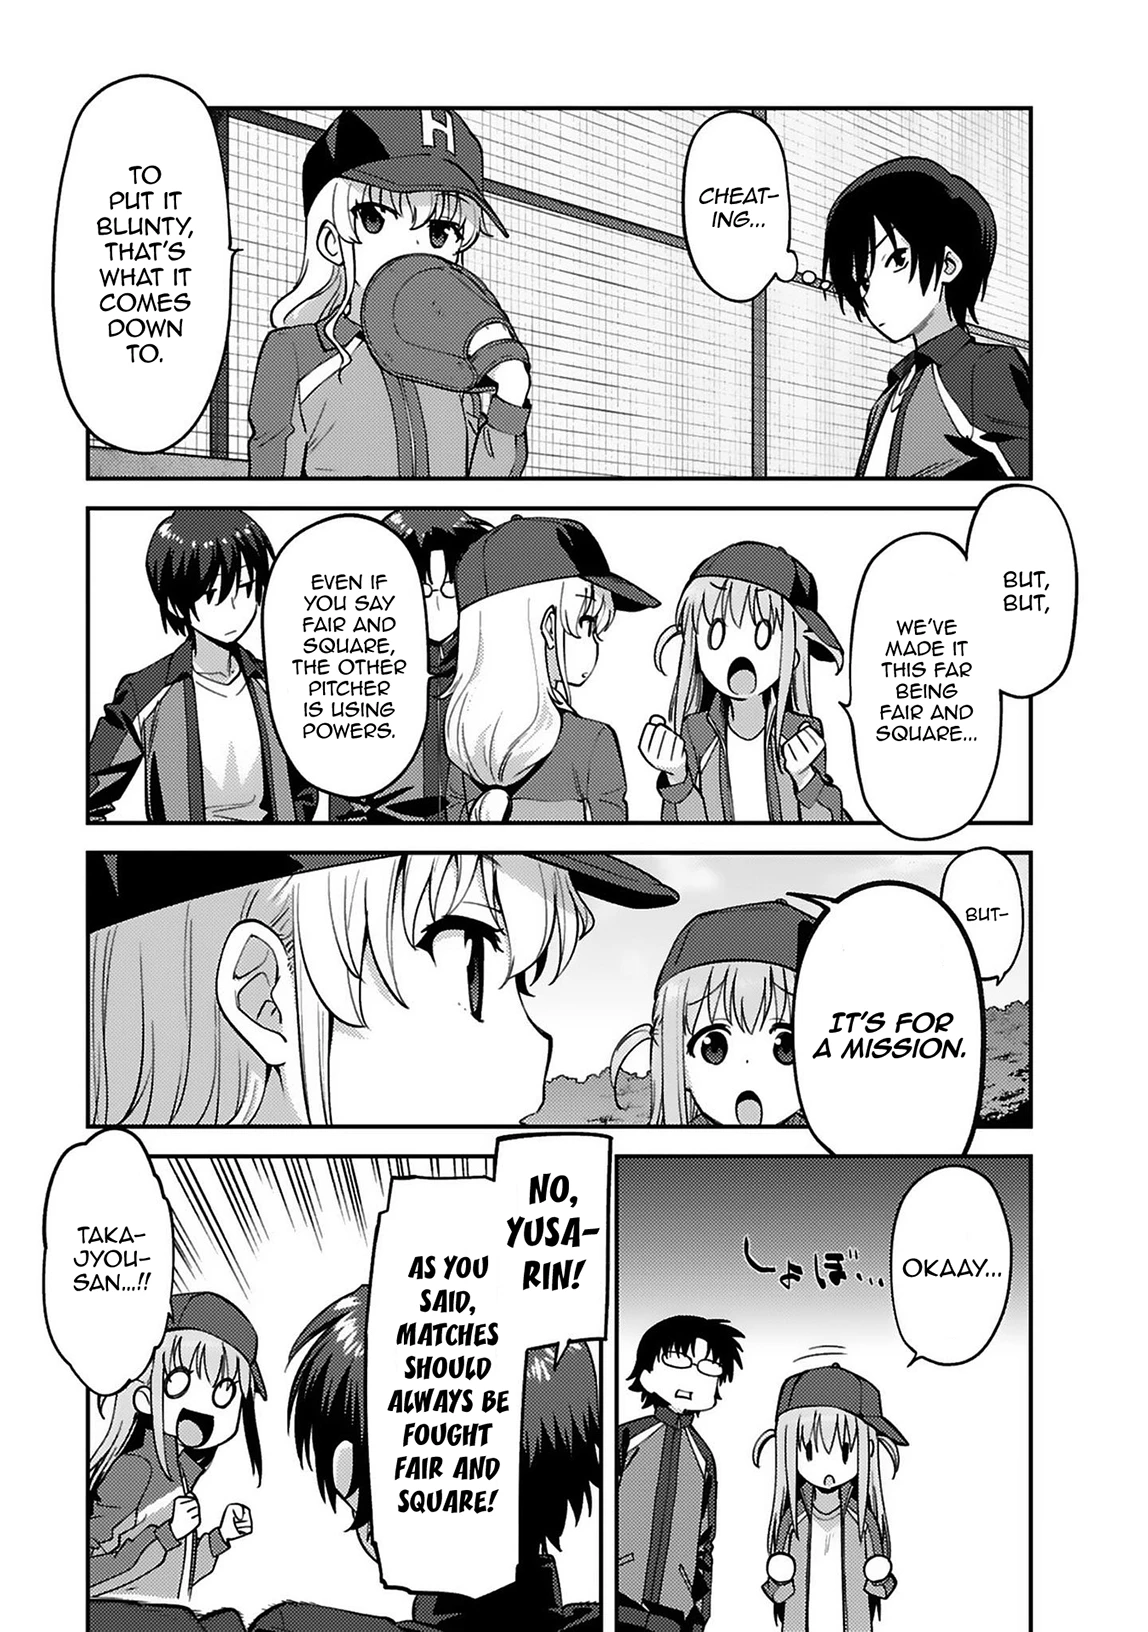 CHEAT-
ING...
TO
PUT IT
BLUNTY,
THAT'S
WHAT IT
COMES
DOWN
TO.
H
BUT,
BUT,
WE'VE
MADE IT
THIS FAR
BEING
FAIR AND
SQUARE...
EVEN IF
YOU SAY
FAIR AND
SQUARE,
THE OTHER
PITCHER
IS USING
POWERS.
BUT-
IT'S FOR
A MISSION.
OKAAY...
しょぼ...
NO,
YUSA-
RIN!
AS YOU
SAID,
MATCHES
SHOULD
ALWAYS BE
FOUGHT
FAIR AND
SQUARE!
TAKA-
JYOU-
SAN...!!